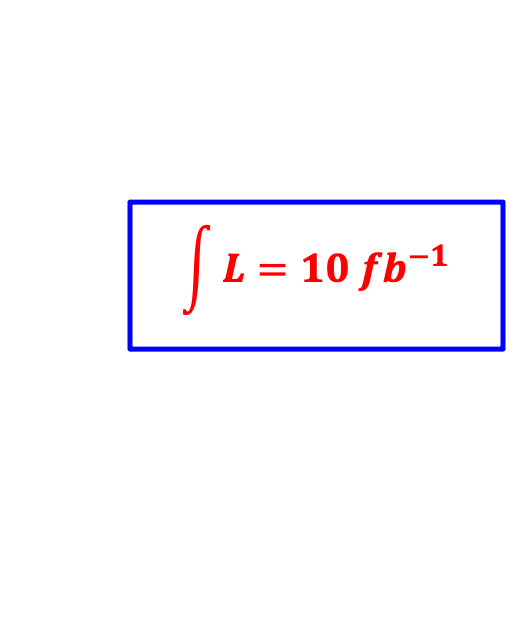 ∫ L = 10 fb⁻¹